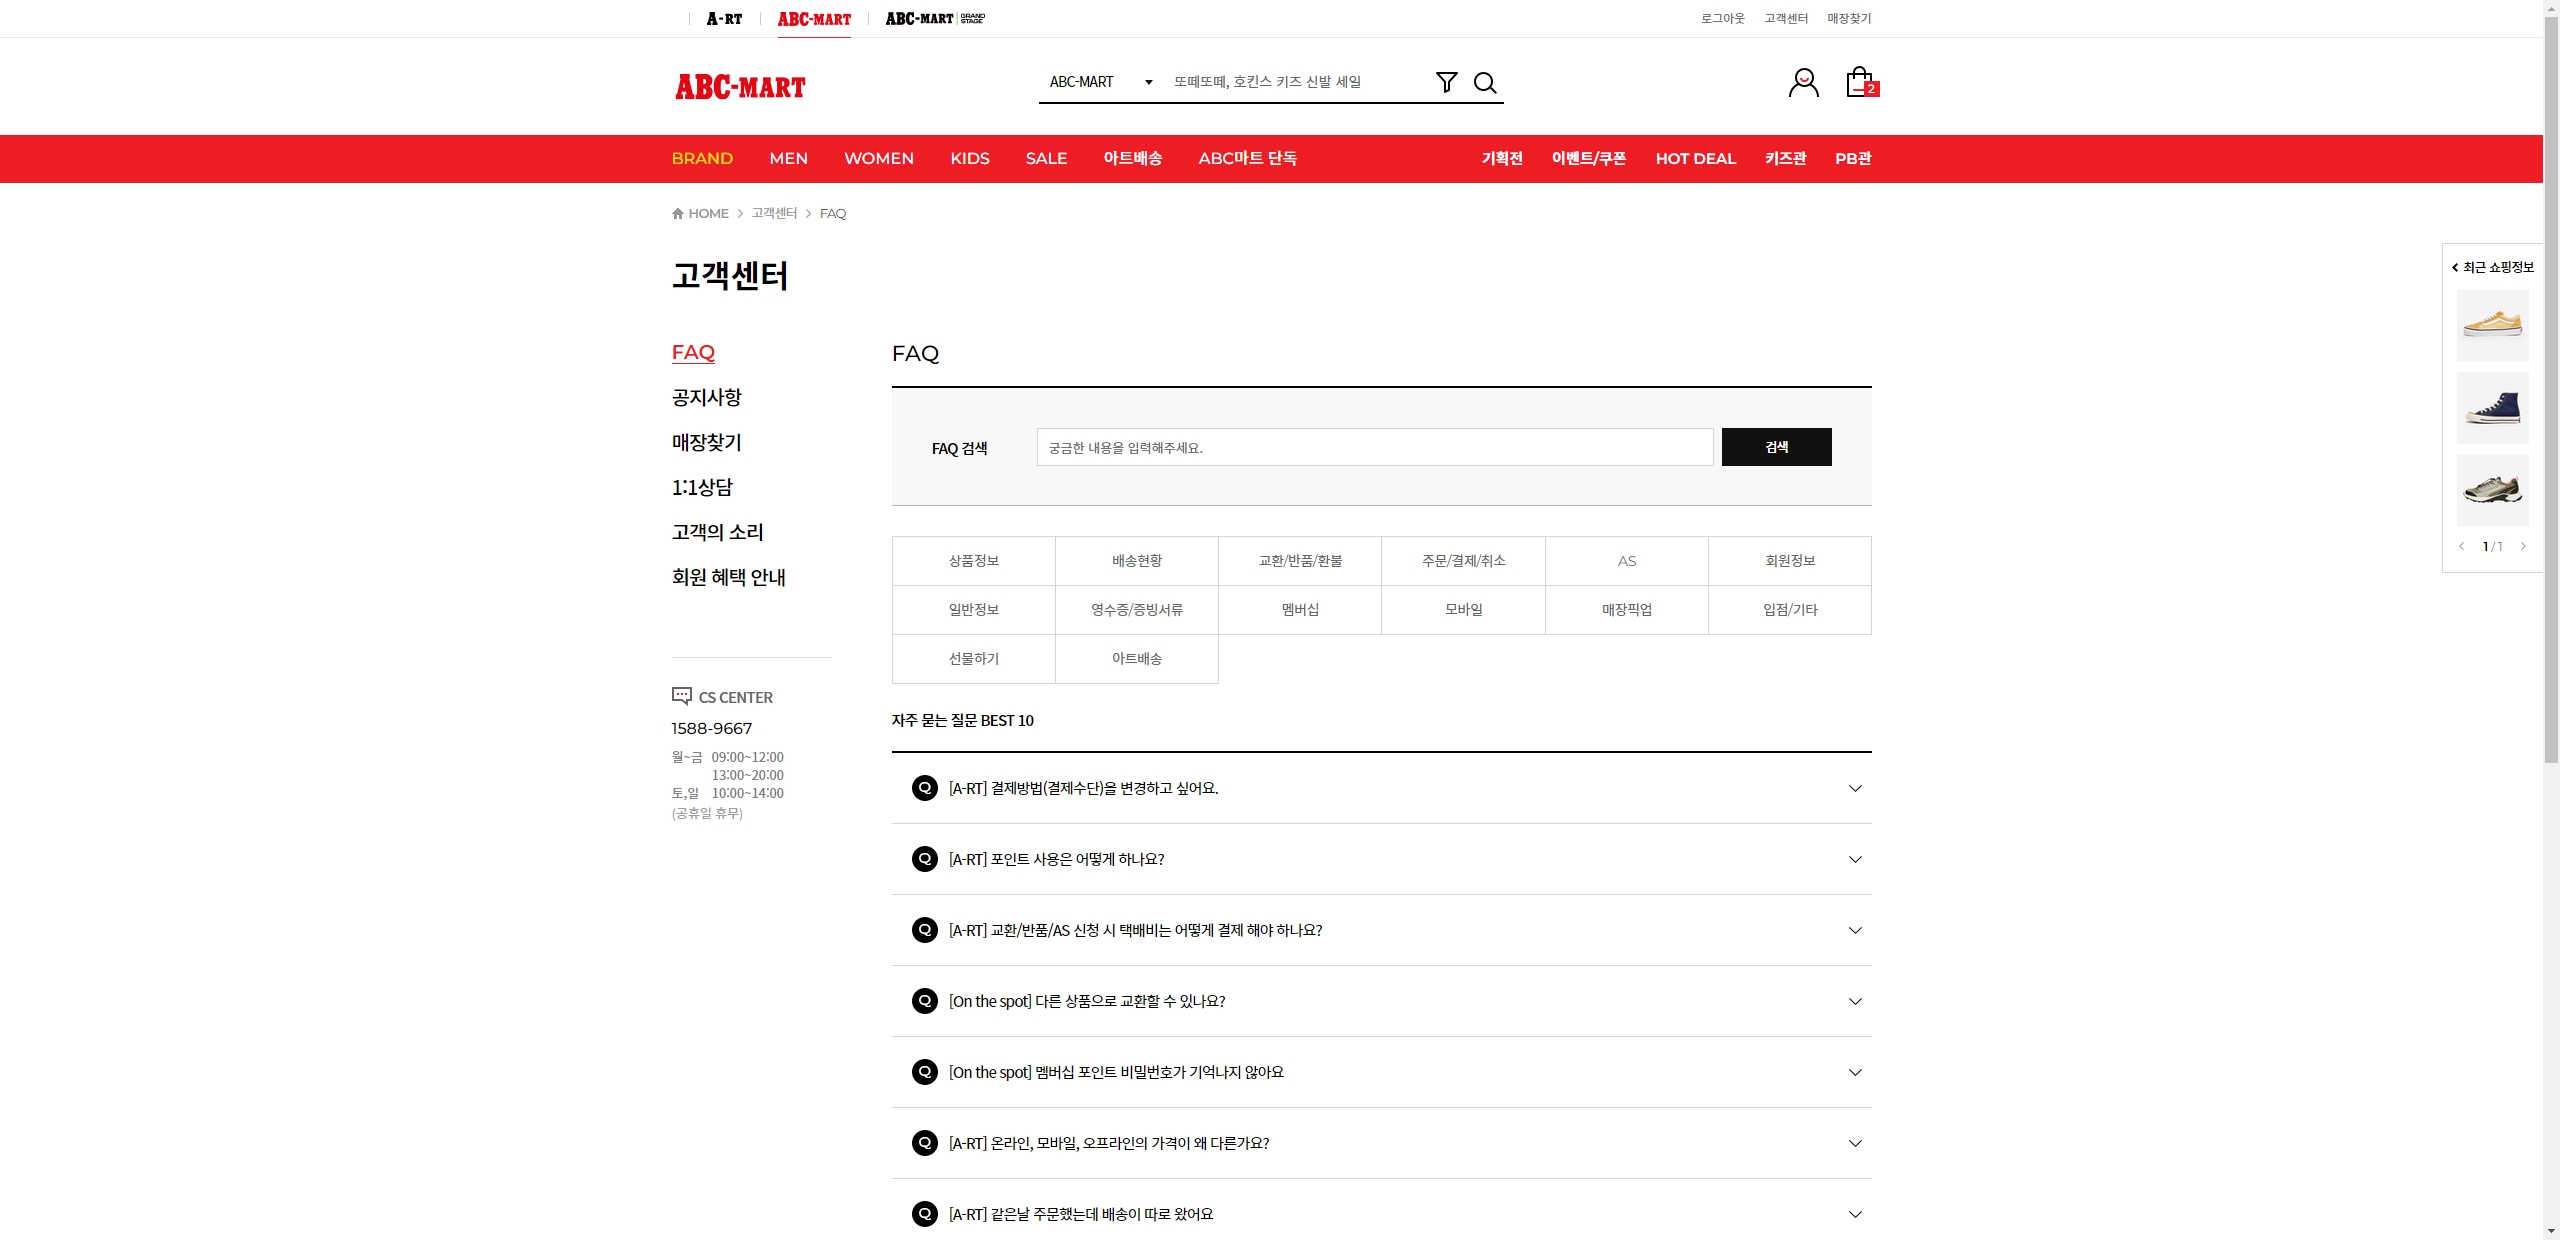 A-RT
ABC-MART
ABC-MART GRAND STAGE
로그아웃 고객센터 매장찾기
ABC-MART
ABC-MART
또떼또떼, 호킨스 키즈 신발 세일
2
BRAND MEN WOMEN KIDS SALE 아트배송 ABC마트 단독 기획전 이벤트/쿠폰 HOT DEAL 키즈관 PB관
HOME > 고객센터 > FAQ
고객센터
최근 쇼핑정보
1 / 1
FAQ
공지사항
매장찾기
1:1상담
고객의 소리
회원 혜택 안내
CS CENTER
1588-9667
월~금 09:00~12:00
13:00~20:00
토,일 10:00~14:00
(공휴일 휴무)
FAQ
FAQ 검색 궁금한 내용을 입력해주세요. 검색
상품정보 배송현황 교환/반품/환불 주문/결제/취소 AS 회원정보
일반정보 영수증/증빙서류 멤버십 모바일 매장픽업 입점/기타
선물하기 아트배송
자주 묻는 질문 BEST 10
Q [A-RT] 결제방법(결제수단)을 변경하고 싶어요.
Q [A-RT] 포인트 사용은 어떻게 하나요?
Q [A-RT] 교환/반품/AS 신청 시 택배비는 어떻게 결제 해야 하나요?
Q [On the spot] 다른 상품으로 교환할 수 있나요?
Q [On the spot] 멤버십 포인트 비밀번호가 기억나지 않아요
Q [A-RT] 온라인, 모바일, 오프라인의 가격이 왜 다른가요?
Q [A-RT] 같은날 주문했는데 배송이 따로 왔어요